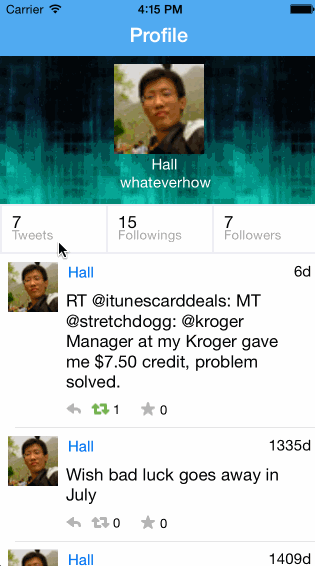 Carrier 4:15 PM
Profile
Hall
whateverhow
7 15 7
Tweets Followings Followers
Hall 6d
RT @itunescarddeals: MT
@stretchdogg: @kroger
Manager at my Kroger gave
me $7.50 credit, problem
solved.
1 0
Hall 1335d
Wish bad luck goes away in
July
0 0
Hall 1409d